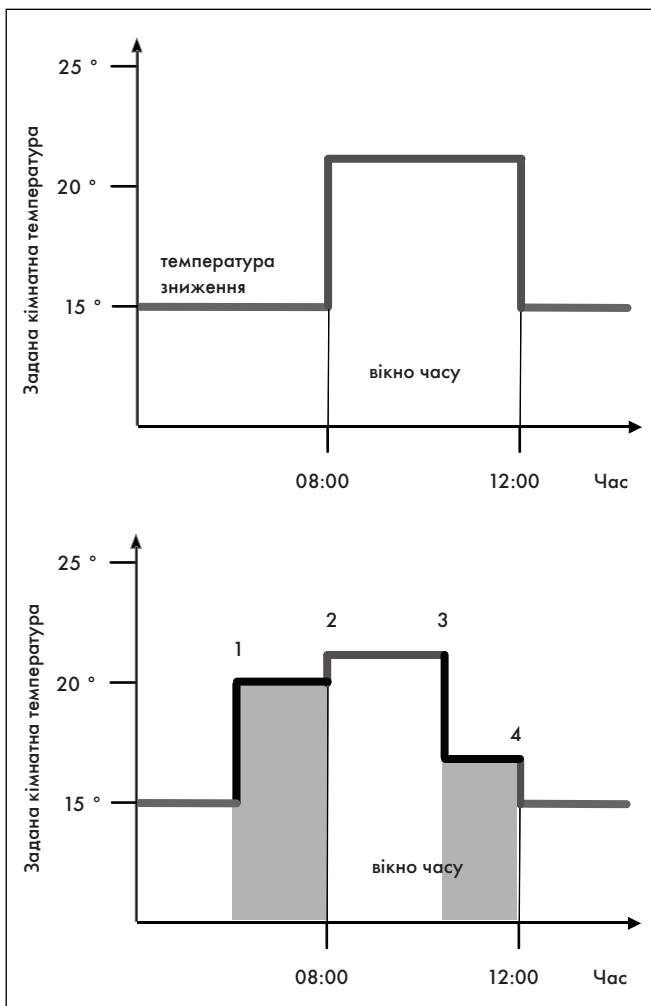 25 °
20 °
15 °
Задана кімнатна температура
температура
зниження
вікно часу
08:00 12:00 Час
25 °
20 °
15 °
Задана кімнатна температура
1 2 3 4
вікно часу
08:00 12:00 Час